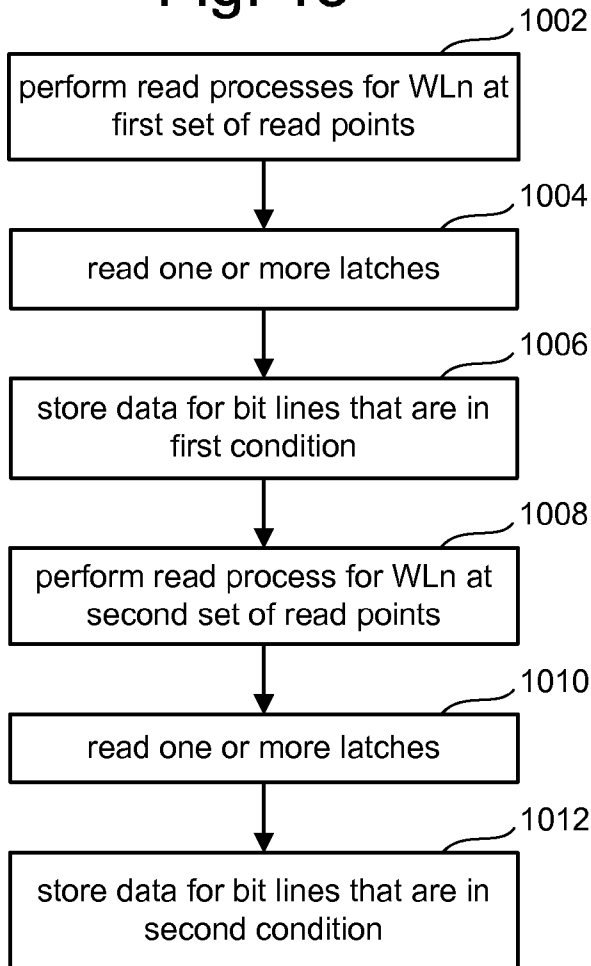 1002
perform read processes for WLn at
first set of read points
1004
read one or more latches
1006
store data for bit lines that are in
first condition
1008
perform read process for WLn at
second set of read points
1010
read one or more latches
1012
store data for bit lines that are in
second condition